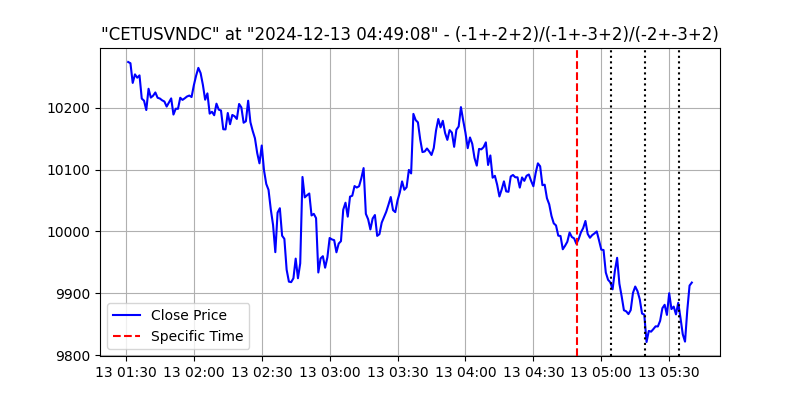 "CETUSVNDC" at "2024-12-13 04:49:08" - (-1+-2+2)/(-1+-3+2)/(-2+-3+2)
10200
10100
10000
9900
9800
Close Price
Specific Time
13 01:30 13 02:00 13 02:30 13 03:00 13 03:30 13 04:00 13 04:30 13 05:00 13 05:30